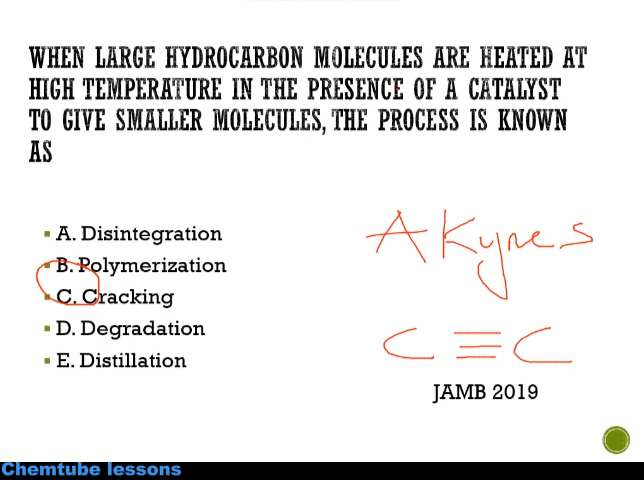 WHEN LARGE HYDROCARBON MOLECULES ARE HEATED AT
HIGH TEMPERATURE IN THE PRESENCE OF A CATALYST
TO GIVE SMALLER MOLECULES, THE PROCESS IS KNOWN
AS
A. Disintegration
B. Polymerization
C. Cracking
D. Degradation
E. Distillation
AKynes
C≡C
JAMB 2019
Chemtube lessons